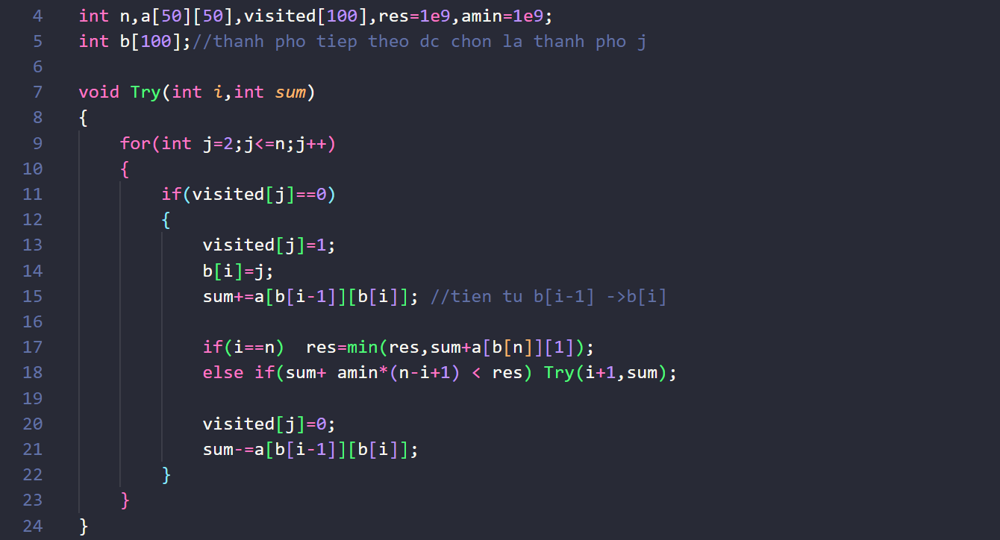 4 int n,a[50][50],visited[100],res=1e9,amin=1e9;
5 int b[100];//thanh pho tiep theo dc chon la thanh pho j
6
7 void Try(int i,int sum)
8 {
9 for(int j=2;j<=n;j++)
10 {
11 if(visited[j]==0)
12 {
13 visited[j]=1;
14 b[i]=j;
15 sum+=a[b[i-1]][b[i]]; //tien tu b[i-1] ->b[i]
16
17 if(i==n)  res=min(res,sum+a[b[n]][1]);
18 else if(sum+ amin*(n-i+1) < res) Try(i+1,sum);
19
20 visited[j]=0;
21 sum-=a[b[i-1]][b[i]];
22 }
23 }
24 }